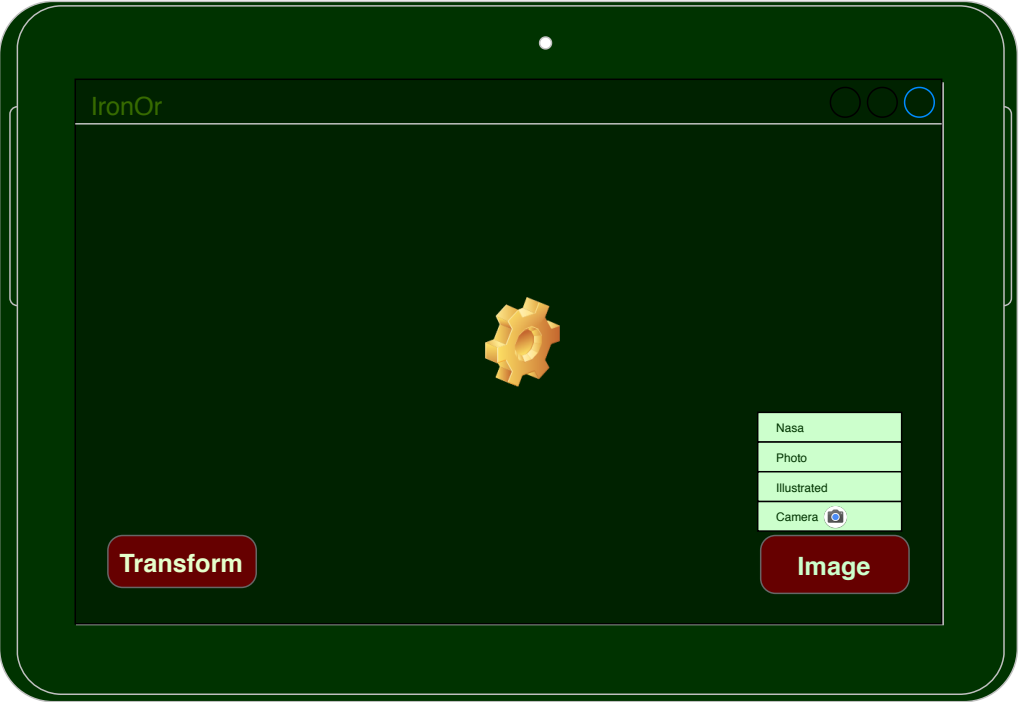 IronOr
Nasa
Photo
Illustrated
Camera
Transform
Image